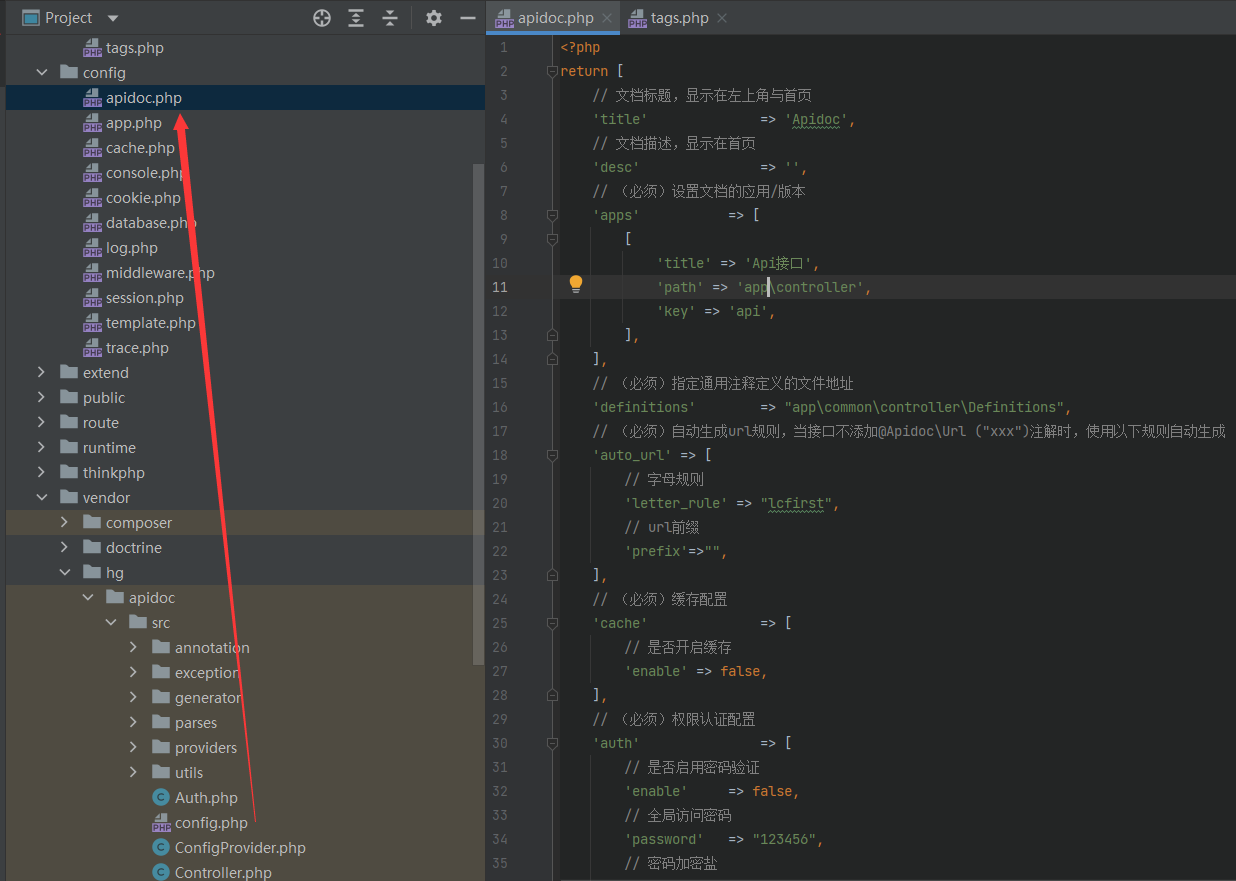 Project
tags.php
config
apidoc.php
app.php
cache.php
console.php
cookie.php
database.php
log.php
middleware.php
session.php
template.php
trace.php
extend
public
route
runtime
thinkphp
vendor
composer
doctrine
hg
apidoc
src
annotation
exception
generator
parses
providers
utils
Auth.php
config.php
ConfigProvider.php
Controller.php
apidoc.php tags.php
1 <?php
2 return [
3 // 文档标题，显示在左上角与首页
4 'title' => 'Apidoc',
5 // 文档描述，显示在首页
6 'desc' => '',
7 // （必须）设置文档的应用/版本
8 'apps' => [
9 [
10 'title' => 'Api接口',
11 'path' => 'app\controller',
12 'key' => 'api',
13 ],
14 ],
15 // （必须）指定通用注释定义的文件地址
16 'definitions' => "app\common\controller\Definitions",
17 // （必须）自动生成url规则，当接口不添加@Apidoc\Url ("xxx")注解时，使用以下规则自动生成
18 'auto_url' => [
19 // 字母规则
20 'letter_rule' => "lcfirst",
21 // url前缀
22 'prefix'=>"",
23 ],
24 // （必须）缓存配置
25 'cache' => [
26 // 是否开启缓存
27 'enable' => false,
28 ],
29 // （必须）权限认证配置
30 'auth' => [
31 // 是否启用密码验证
32 'enable' => false,
33 // 全局访问密码
34 'password' => "123456",
35 // 密码加密盐